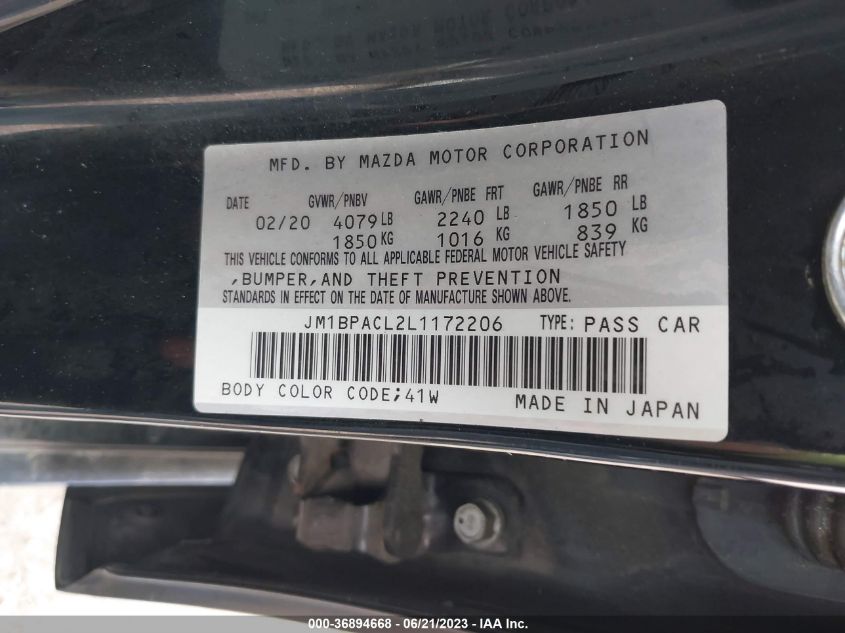 MFD. BY MAZDA MOTOR CORPORATION
DATE GVWR/PNBV GAWR/PNBE FRT GAWR/PNBE RR
02/20 4079 LB 2240 LB 1850 LB
1850 KG 1016 KG 839 KG
THIS VEHICLE CONFORMS TO ALL APPLICABLE FEDERAL MOTOR VEHICLE SAFETY
,BUMPER,AND THEFT PREVENTION
STANDARDS IN EFFECT ON THE DATE OF MANUFACTURE SHOWN ABOVE.
JM1BPACL2L1172206 TYPE: PASS CAR
BODY COLOR CODE;41W MADE IN JAPAN
000-36894668 - 06/21/2023 - IAA, Inc.